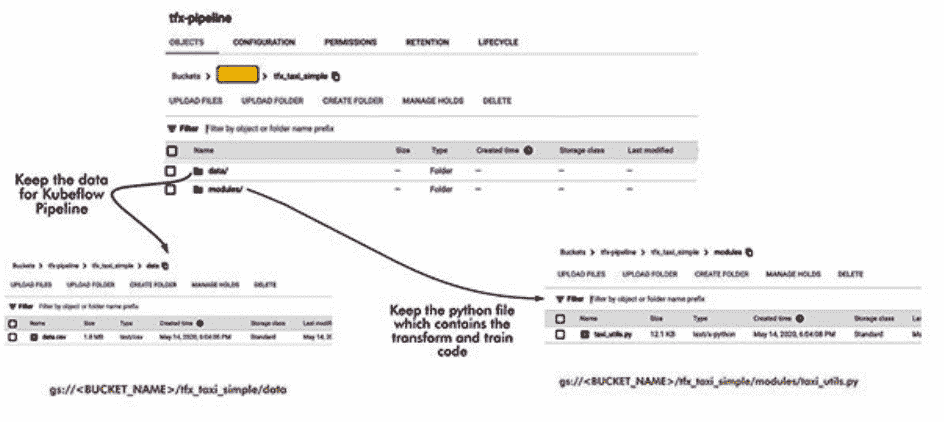 tfx-pipeline
OBJECTS CONFIGURATION PERMISSIONS RETENTION LIFECYCLE
Buckets > > tfx_taxi_simple
UPLOAD FILES UPLOAD FOLDER CREATE FOLDER MANAGE HOLDS DELETE
Filter Filter by object or folder name prefix
Name Size Type Created time Storage class Last modified
data/ — Folder — — —
modules/ — Folder — — —
Keep the data
for Kubeflow
Pipeline
Buckets > tfx-pipeline > tfx_taxi_simple > data
UPLOAD FILES UPLOAD FOLDER CREATE FOLDER MANAGE HOLDS DELETE
Filter Filter by object or folder name prefix
Name Size Type Created time Storage class Last modifi
data.csv 1.8 MB text/csv May 14, 2020, 6:04:08 PM Standard May 14, 20
gs://<BUCKET_NAME>/tfx_taxi_simple/data
Keep the python file
which contains the
transform and train
code
Buckets > tfx-pipeline > tfx_taxi_simple > modules
UPLOAD FILES UPLOAD FOLDER CREATE FOLDER MANAGE HOLDS DELETE
Filter Filter by object or folder name prefix
Name Size Type Created time Storage class La
taxi_utils.py 12.1 KB text/x-python May 14, 2020, 6:04:08 PM Standard Ma
gs://<BUCKET_NAME>/tfx_taxi_simple/modules/taxi_utils.py